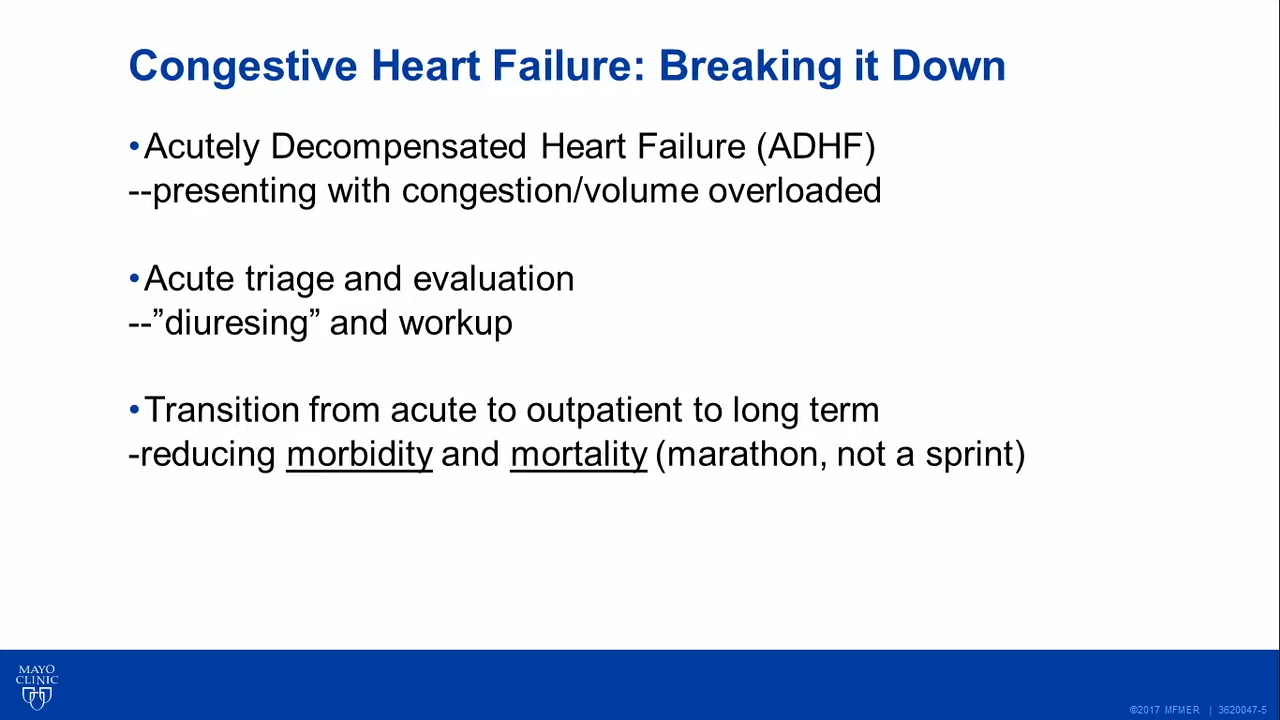 Congestive Heart Failure: Breaking it Down
•Acutely Decompensated Heart Failure (ADHF)
--presenting with congestion/volume overloaded
•Acute triage and evaluation
--”diuresing” and workup
•Transition from acute to outpatient to long term
-reducing morbidity and mortality (marathon, not a sprint)
MAYO
CLINIC
©2017 MFMER | 3620047-5